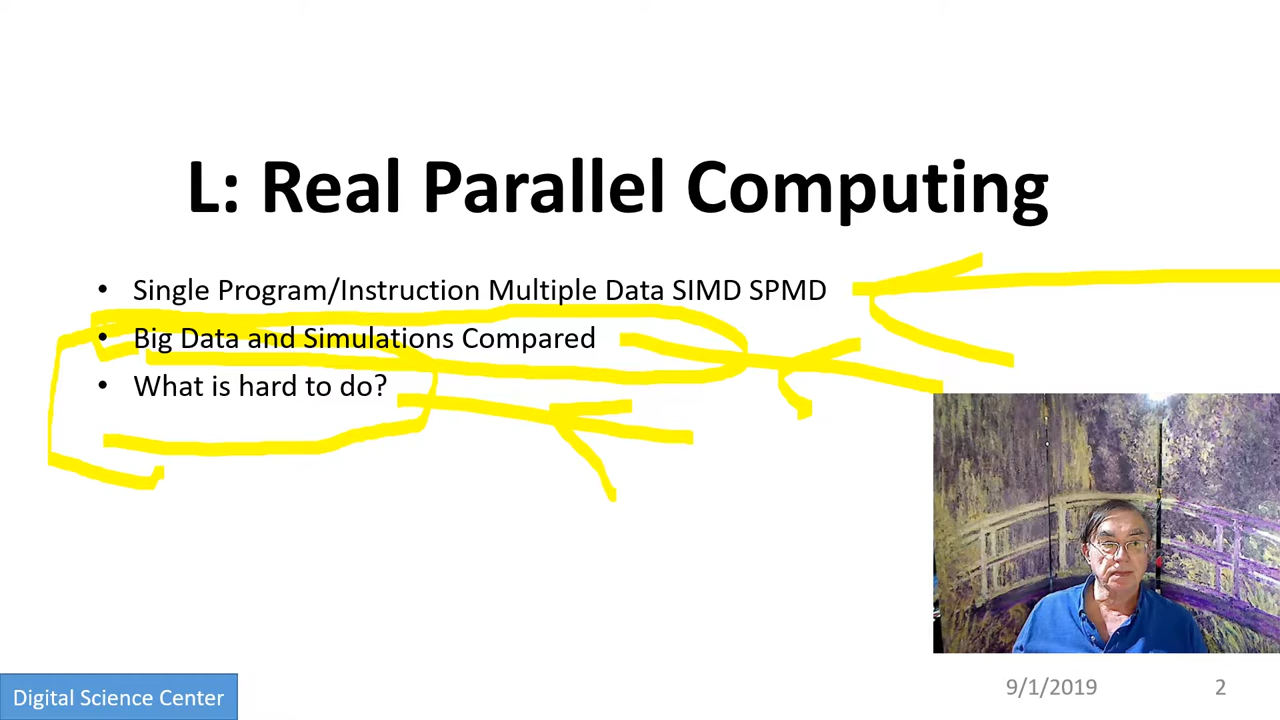 L: Real Parallel Computing
• Single Program/Instruction Multiple Data SIMD SPMD
• Big Data and Simulations Compared
• What is hard to do?
Digital Science Center
9/1/2019
2